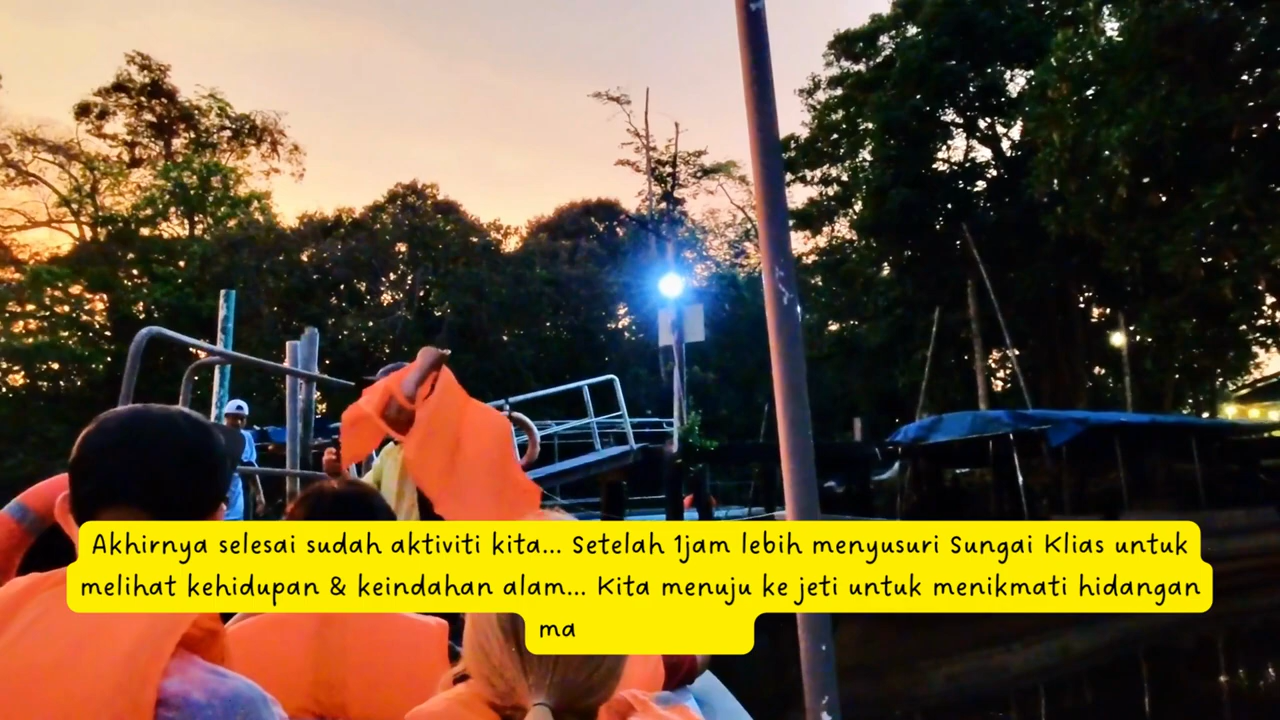 Akhirnya selesai sudah aktiviti kita... Setelah 1jam lebih menyusuri Sungai Klias untuk
melihat kehidupan & keindahan alam... Kita menuju ke jeti untuk menikmati hidangan
ma